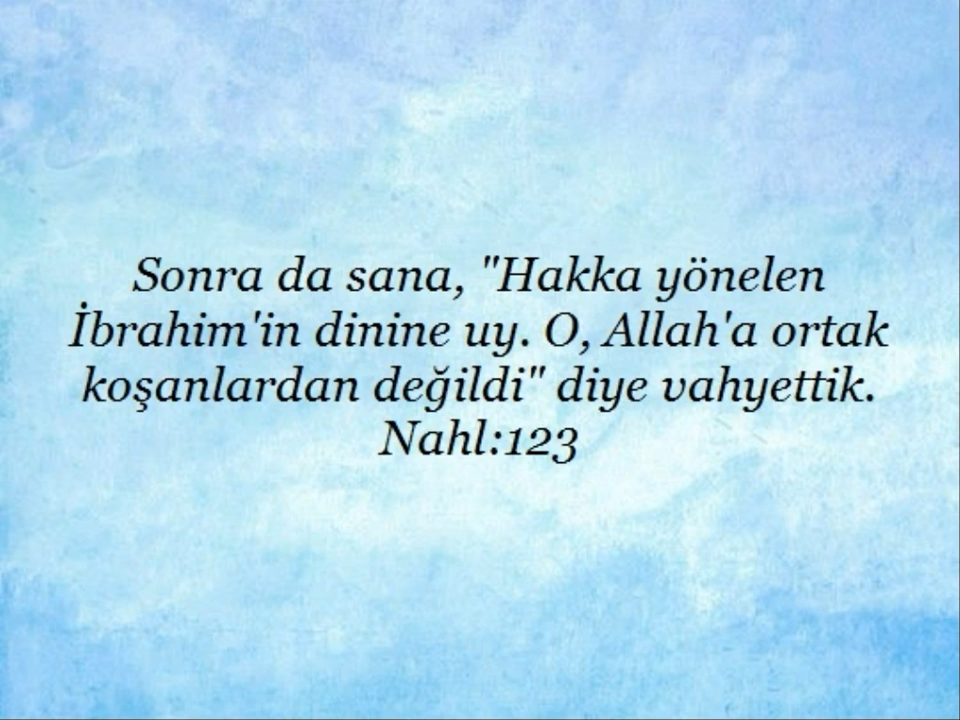 Sonra da sana, "Hakka yönelen
İbrahim'in dinine uy. O, Allah'a ortak
koşanlardan değildi" diye vahyettik.
Nahl:123